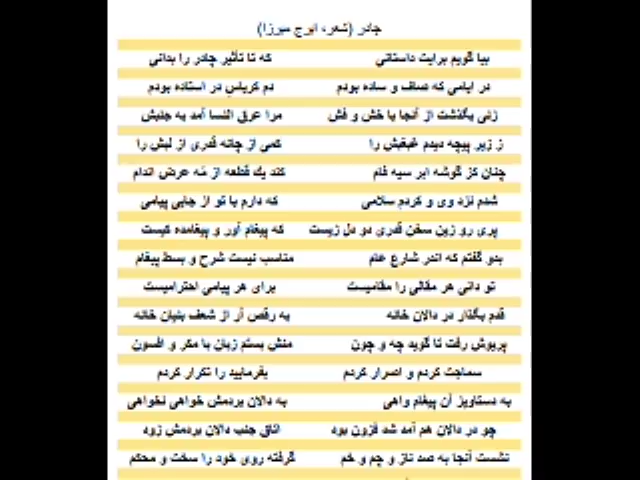 چادر (شعر، ایرج میرزا)
بیا گویم برایت داستانی که تا تأثیر چادر را بدانی
در ایامی که صاف و ساده بودم دم کریاس در استاده بودم
زنی بگذشت از آنجا با خش و فش مرا عرق النسا آمد به جنبش
ز زیر پیچه دیدم غبغبش را کمی از چانه قدری از لبش را
چنان کز گوشه ابر سیه فام کند یک قطعه از مه عرض اندام
شدم نزد وی و کردم سلامی که دارم با تو از جایی پیامی
پری رو زین سخن قدری دو دل زیست که پیغام آور و پیغامده کیست
بدو گفتم که اندر شارع عام مناسب نیست شرح و بسط پیغام
تو دانی هر مقالی را مقامیست برای هر پیامی احترامیست
قدم بگذار در دالان خانه به رقص آر از شعف بنیان خانه
پریوش رفت تا گوید چه و چون منش بستم زبان با مکر و افسون
سماجت کردم و اصرار کردم بفرمایید را تکرار کردم
به دستاویز آن پیغام واهی به دالان بردمش خواهی نخواهی
چو در دالان هم آمد شد فزون بود اتاق جنب دالان بردمش زود
نشست آنجا به صد ناز و چم و خم گرفته روی خود را سخت و محکم